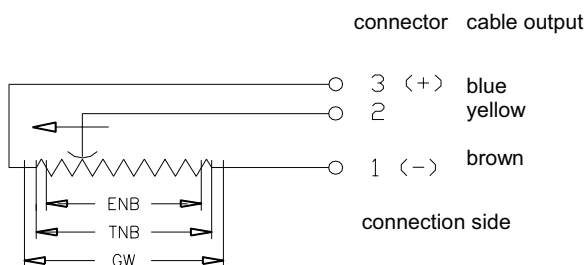 connector cable output
3 (+) blue
2 yellow
1 (-) brown
ENB
connection side
TNB
GW